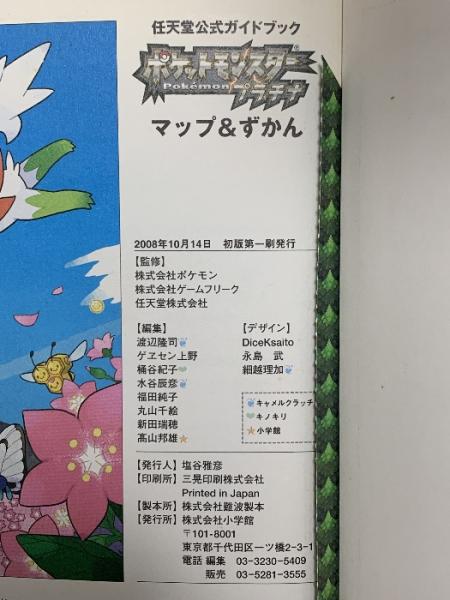 任天堂公式ガイドブック
ポケットモンスター
Pokémon
プラチナ
マップ&ずかん
2008年10月14日 初版第一刷発行
【監修】
株式会社ポケモン
株式会社ゲームフリーク
任天堂株式会社
【編集】
渡辺隆司
ゲヱセン上野
桶谷紀子
水谷辰彦
福田純子
丸山千絵
新田瑞穂
髙山邦雄
【デザイン】
DiceKsaito
永島 武
細越理加
キャメルクラッチ
キノキリ
小学館
【発行人】塩谷雅彦
【印刷所】三晃印刷株式会社
Printed in Japan
【製本所】株式会社難波製本
【発行所】株式会社小学館
〒101-8001
東京都千代田区一ツ橋2-3-1
電話 編集 03-3230-5409
販売 03-5281-3555